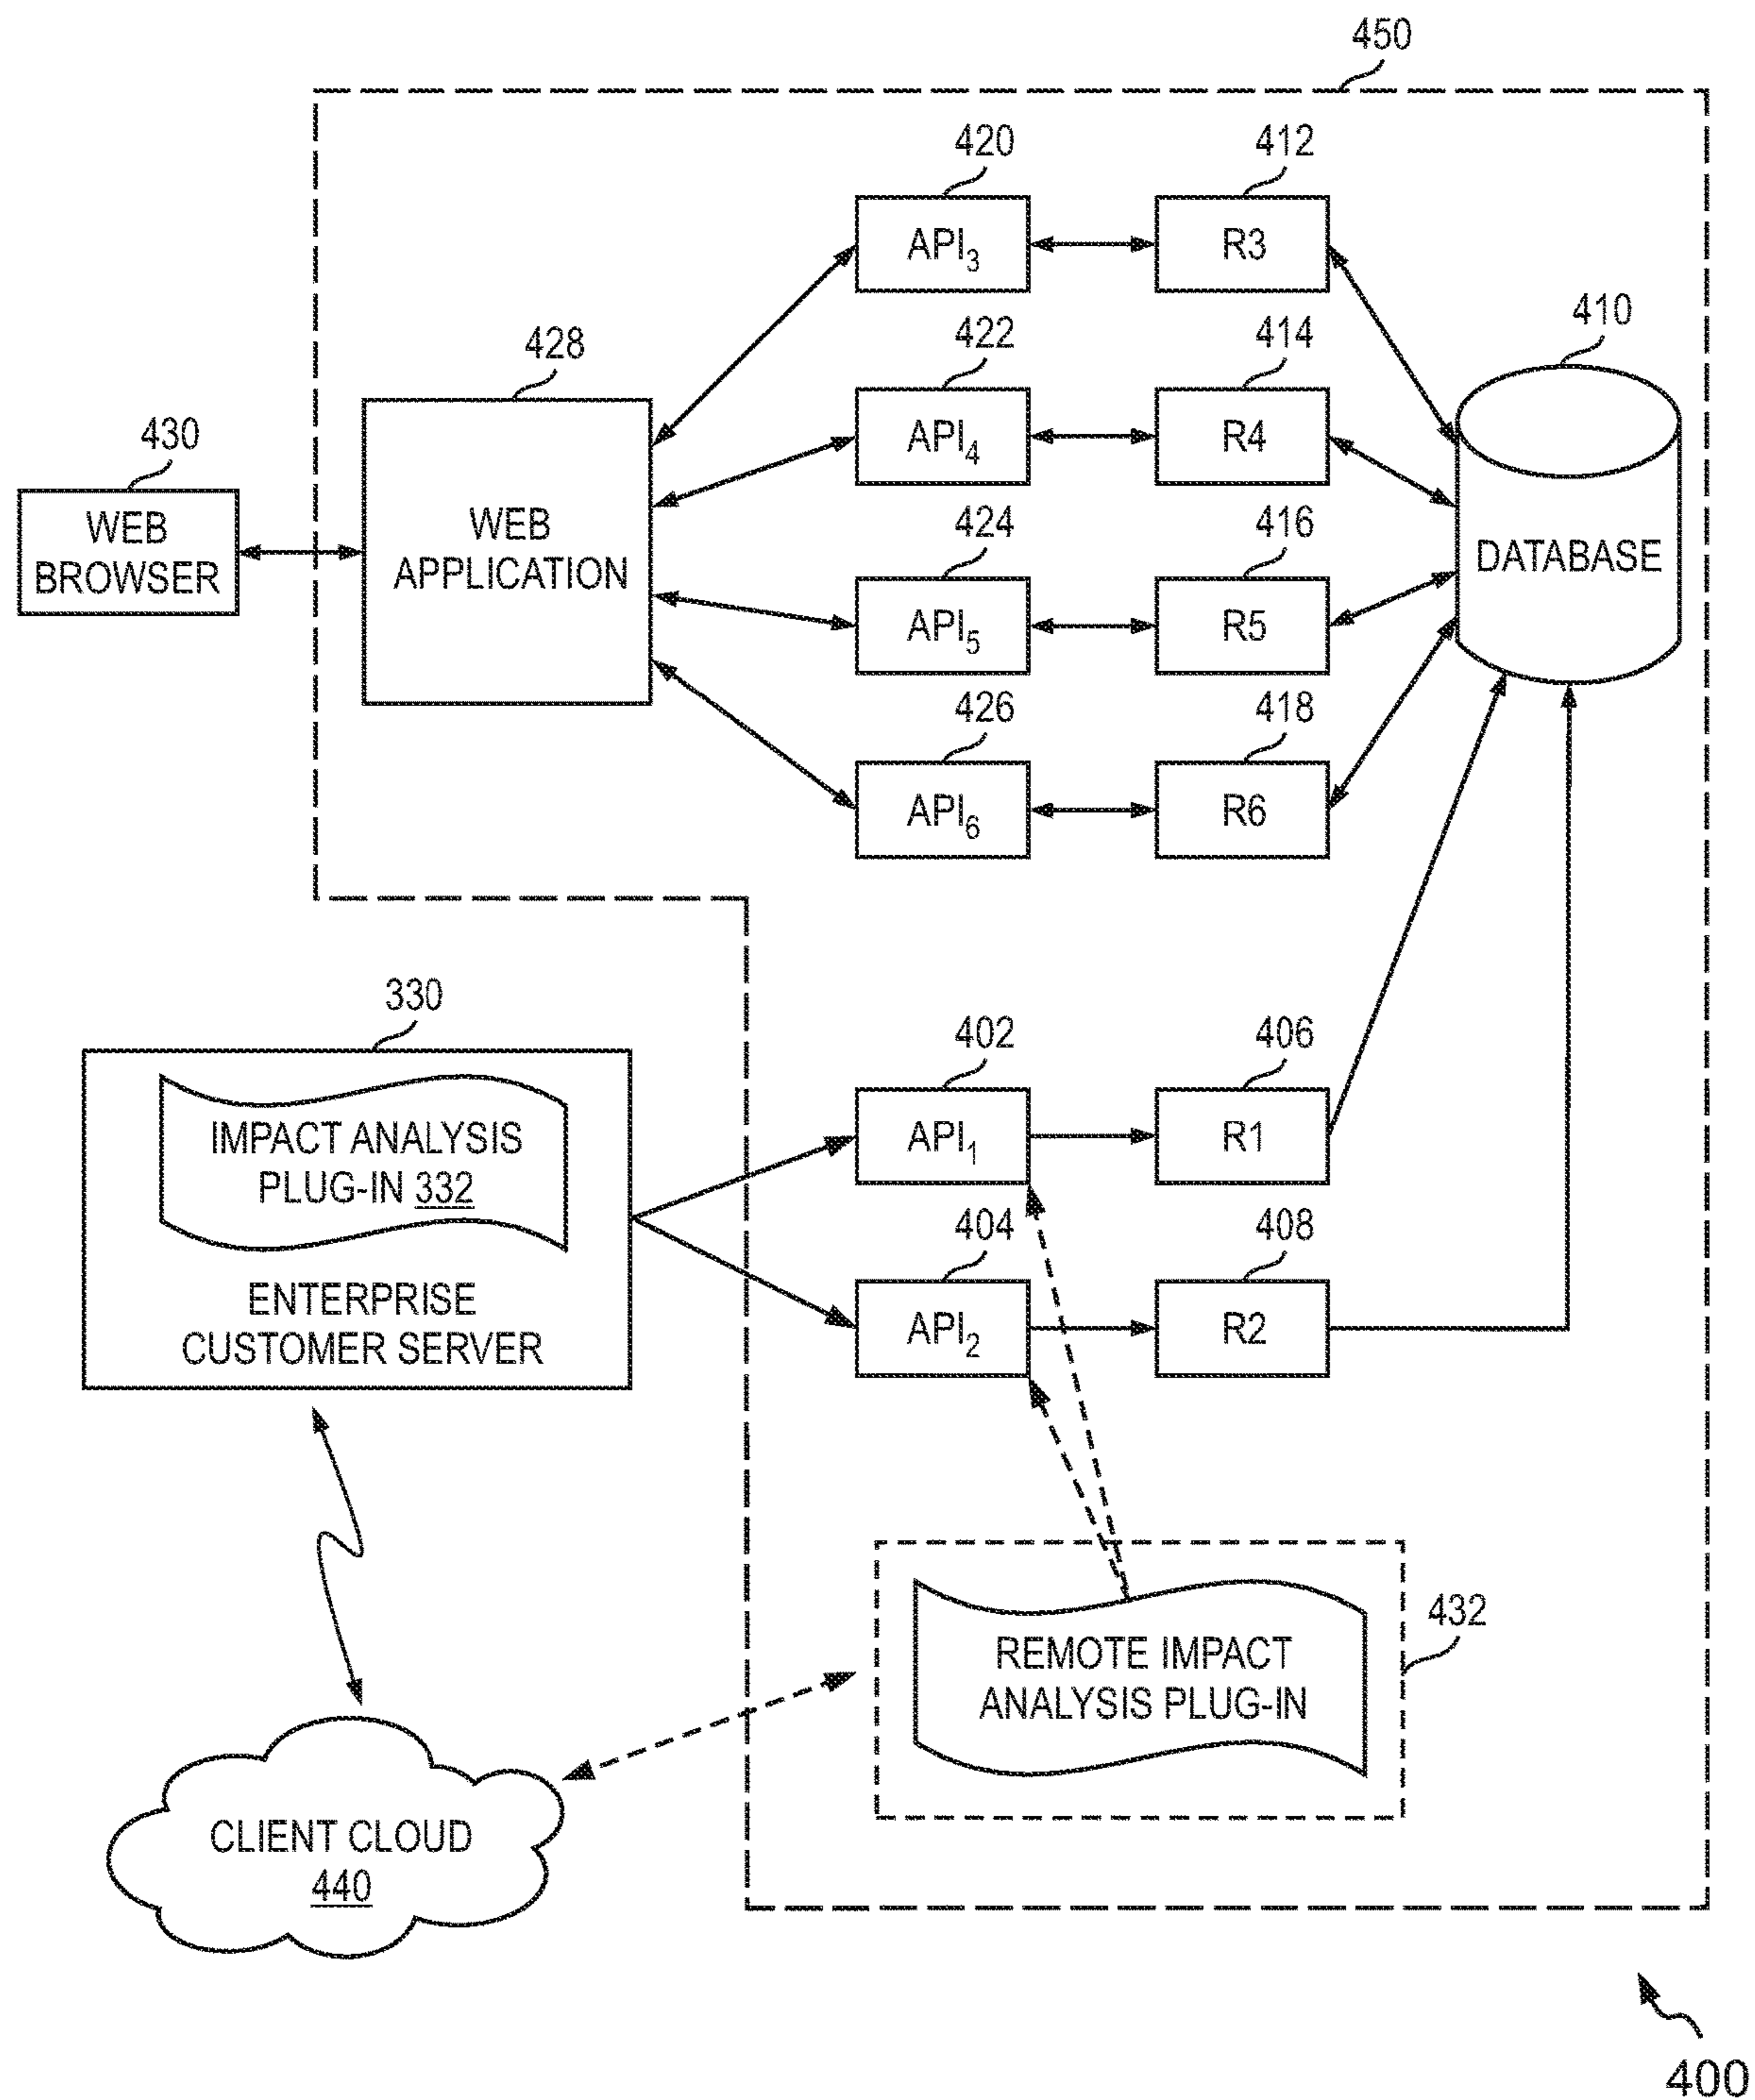 450
420
412
API3
R3
410
428
422
414
430
API4
R4
WEB
BROWSER
WEB
APPLICATION
424
416
DATABASE
API5
R5
426
418
API6
R6
330
402
406
IMPACT ANALYSIS
PLUG-IN 332
API1
R1
404
408
ENTERPRISE
CUSTOMER SERVER
API2
R2
432
REMOTE IMPACT
ANALYSIS PLUG-IN
CLIENT CLOUD
440
400